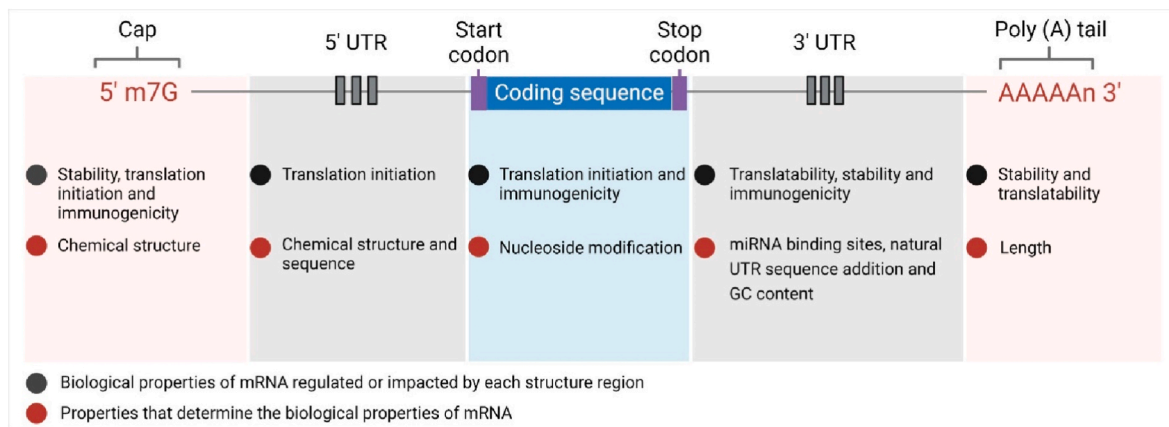 Cap
5' UTR
Start
codon
Stop
codon
3' UTR
Poly (A) tail
5' m7G
Coding sequence
AAAAAn 3'
Stability, translation
initiation and
immunogenicity
Translation initiation
Translation initiation and
immunogenicity
Translatability, stability and
immunogenicity
Stability and
translatability
Chemical structure
Chemical structure and
sequence
Nucleoside modification
miRNA binding sites, natural
UTR sequence addition and
GC content
Length
Biological properties of mRNA regulated or impacted by each structure region
Properties that determine the biological properties of mRNA